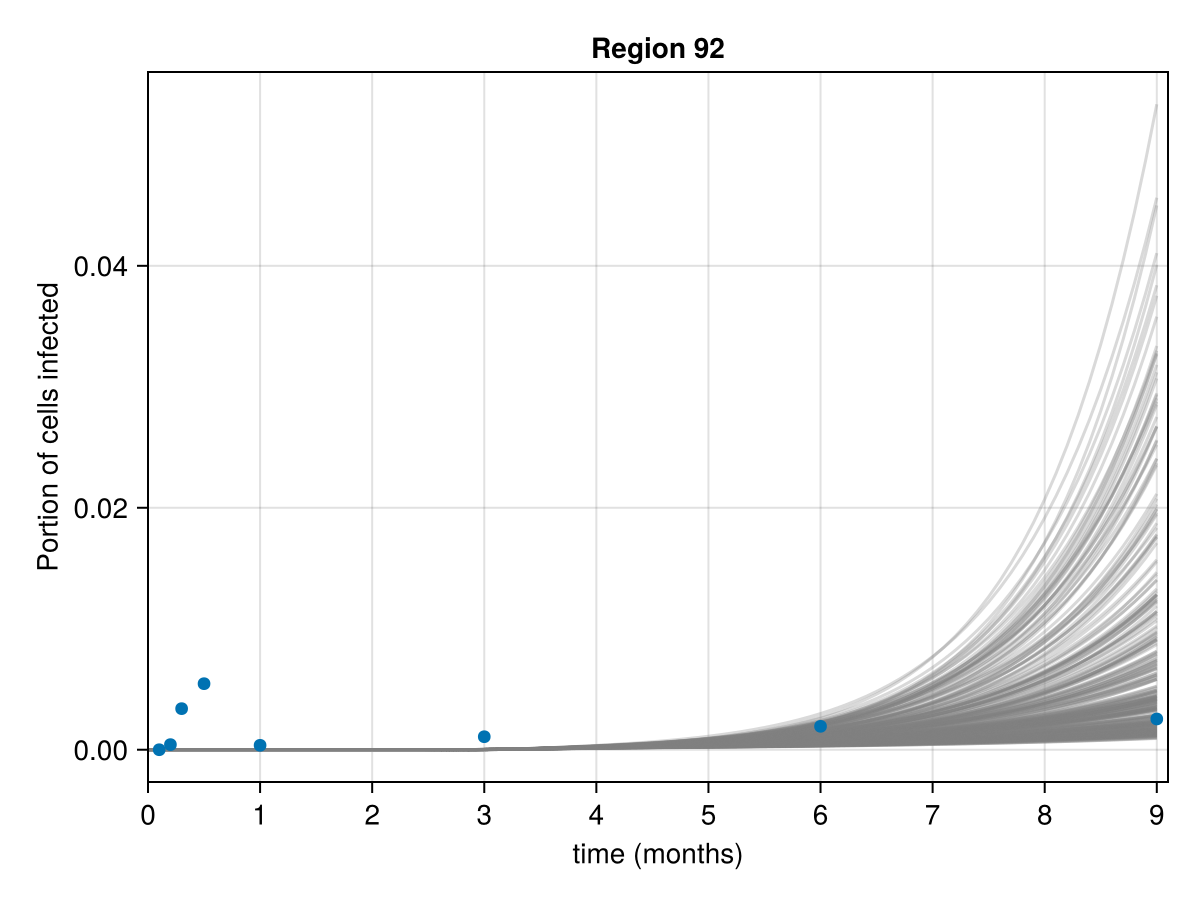 Region 92
Portion of cells infected
0.04
0.02
0.00
0 1 2 3 4 5 6 7 8 9
time (months)